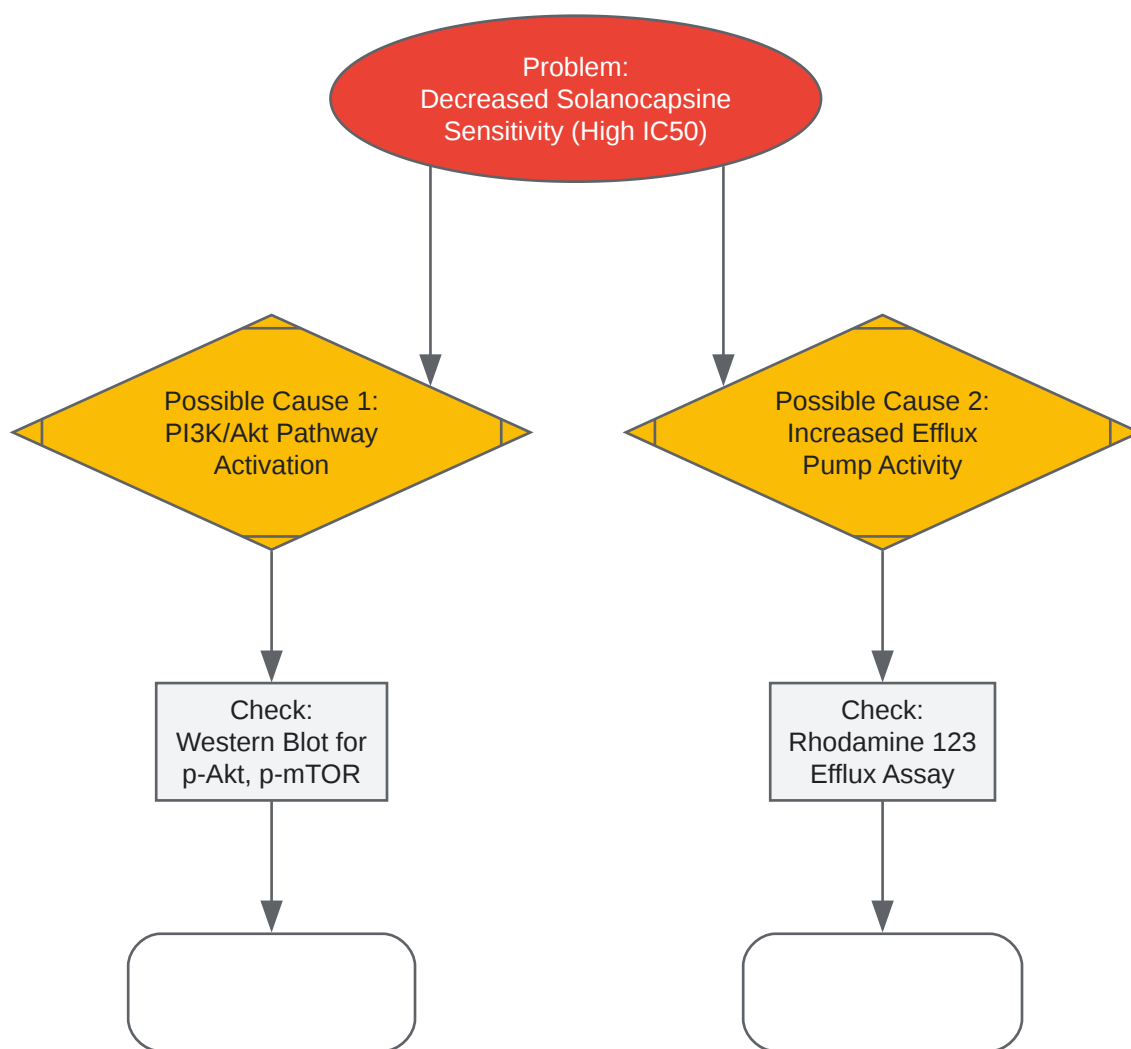 Problem:
Decreased Solanocapsine
Sensitivity (High IC50)
Possible Cause 1:
PI3K/Akt Pathway
Activation
Possible Cause 2:
Increased Efflux
Pump Activity
Check:
Western Blot for
p-Akt, p-mTOR
Check:
Rhodamine 123
Efflux Assay